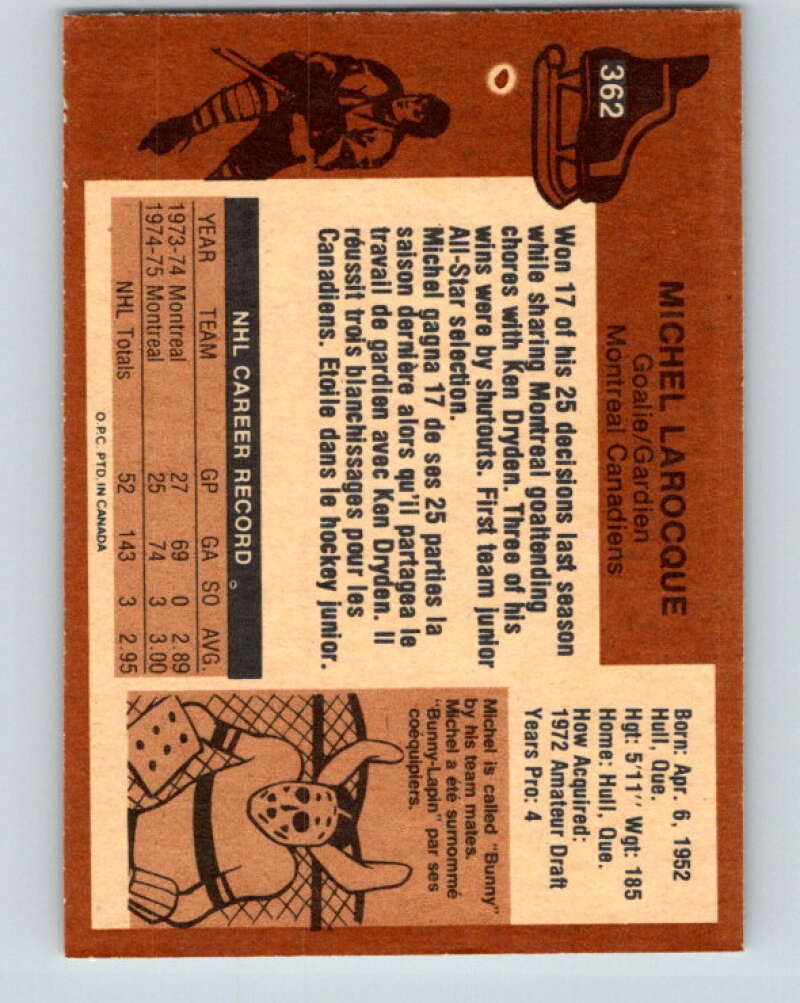 362
MICHEL LAROCQUE
Goalie/Gardien
Montreal Canadiens
Born: Apr. 6, 1952
Hull, Que.
Hgt: 5'11" Wgt: 185
Home: Hull, Que.
How Acquired:
1972 Amateur Draft
Years Pro: 4
Won 17 of his 25 decisions last season
while sharing Montreal goaltending
chores with Ken Dryden. Three of his
wins were by shutouts. First team junior
All-Star selection.
Michel gagna 17 de ses 25 parties la
saison dernière alors qu'il partagea le
travail de gardien avec Ken Dryden. Il
réussit trois blanchissages pour les
Canadiens. Etoile dans le hockey junior.
NHL CAREER RECORD
YEAR TEAM GP GA SO AVG.
1973-74 Montreal 27 69 0 2.89
1974-75 Montreal 25 74 3 3.00
NHL Totals 52 143 3 2.95
O.P.C. PTD. IN CANADA
Michel is called "Bunny"
by his team mates.
Michel a été surnommé
"Bunny-Lapin" par ses
coéquipiers.